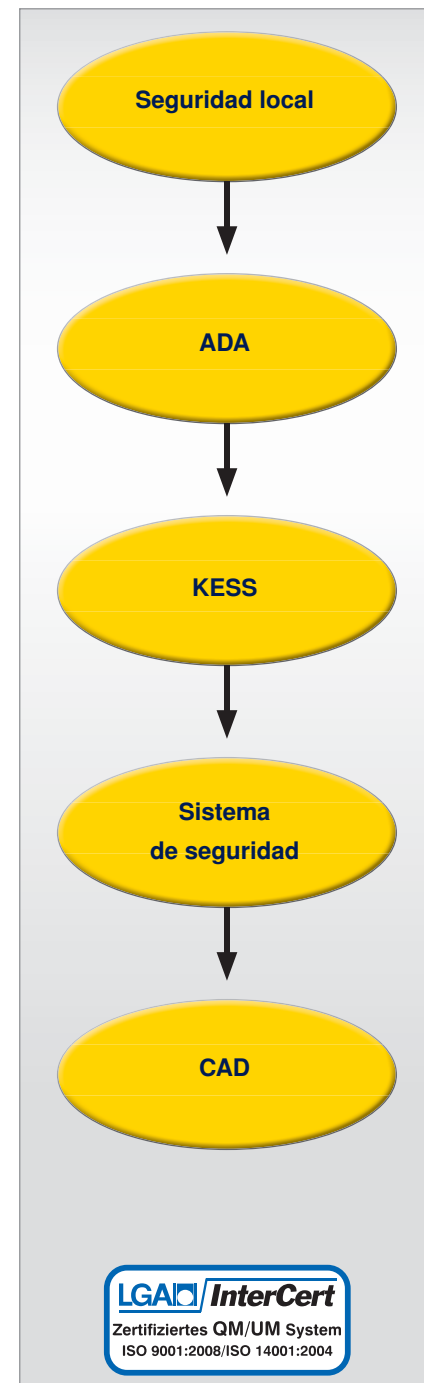 Seguridad local
ADA
KESS
Sistema
de seguridad
CAD
LGA InterCert
Zertifiziertes QM/UM System
ISO 9001:2008/ISO 14001:2004